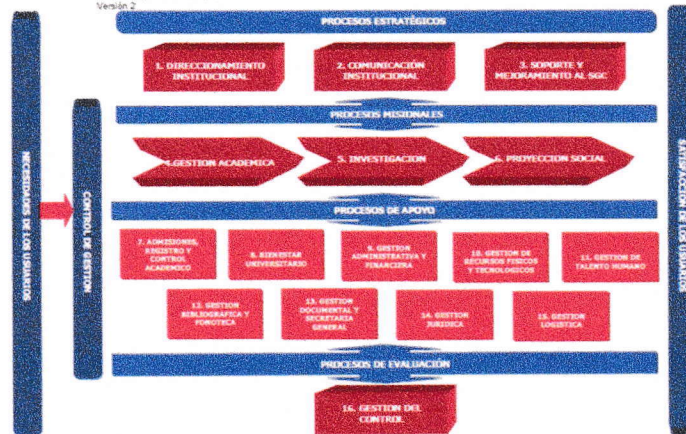 Versión 2
PROCESOS ESTRATÉGICOS
1. DIRECCIONAMIENTO
INSTITUCIONAL
2. COMUNICACIÓN
INSTITUCIONAL
3. SOPORTE Y
MEJORAMIENTO AL SGC
PROCESOS MISIONALES
4.GESTION ACADEMICA
5. INVESTIGACION
6. PROYECCION SOCIAL
PROCESOS DE APOYO
7. ADMISIONES,
REGISTRO Y
CONTROL
ACADEMICO
8. BIENESTAR
UNIVERSITARIO
9. GESTION
ADMINISTRATIVA Y
FINANCIERA
10. GESTION DE
RECURSOS FISICOS
Y TECNOLOGICOS
11. GESTION DE
TALENTO HUMANO
12. GESTION
BIBLIOGRAFICA Y
FONOTECA
13. GESTION
DOCUMENTAL Y
SECRETARIA
GENERAL
14. GESTION
JURIDICA
15. GESTION
LOGISTICA
PROCESOS DE EVALUACIÓN
16. GESTION DEL
CONTROL
NECESIDADES DE LOS USUARIOS
CONTROL DE GESTION
SATISFACCION DE LOS USUARIOS